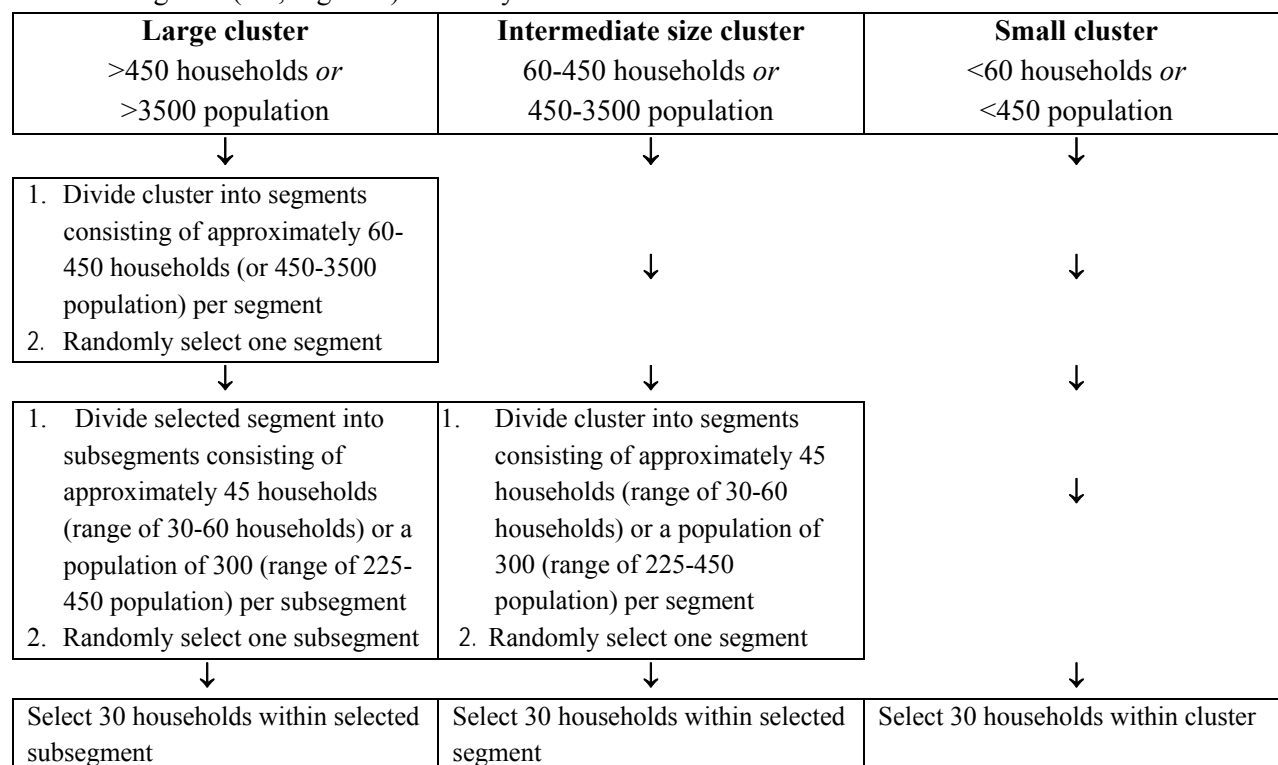 Large cluster
>450 households or
>3500 population
Intermediate size cluster
60-450 households or
450-3500 population
Small cluster
<60 households or
<450 population
↓ ↓ ↓
1. Divide cluster into segments
consisting of approximately 60-
450 households (or 450-3500
population) per segment
2. Randomly select one segment
↓ ↓
↓ ↓ ↓
1. Divide selected segment into
subsegments consisting of
approximately 45 households
(range of 30-60 households) or a
population of 300 (range of 225-
450 population) per subsegment
2. Randomly select one subsegment
1. Divide cluster into segments
consisting of approximately 45
households (range of 30-60
households) or a population of
300 (range of 225-450
population) per segment
2. Randomly select one segment
↓
↓ ↓ ↓
Select 30 households within selected
subsegment
Select 30 households within selected
segment
Select 30 households within cluster